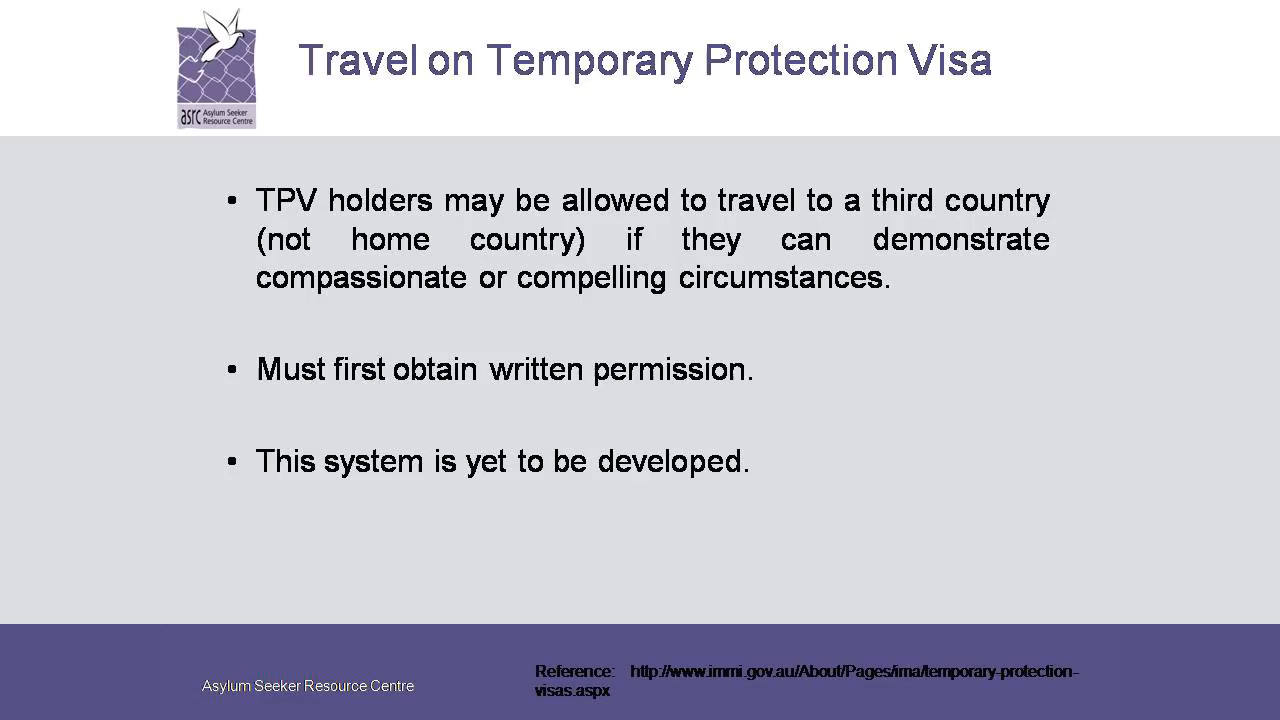 Travel on Temporary Protection Visa
asrc Asylum Seeker
Resource Centre
• TPV holders may be allowed to travel to a third country
(not home country) if they can demonstrate
compassionate or compelling circumstances.
• Must first obtain written permission.
• This system is yet to be developed.
Asylum Seeker Resource Centre
Reference: http://www.immi.gov.au/About/Pages/ima/temporary-protection-
visas.aspx